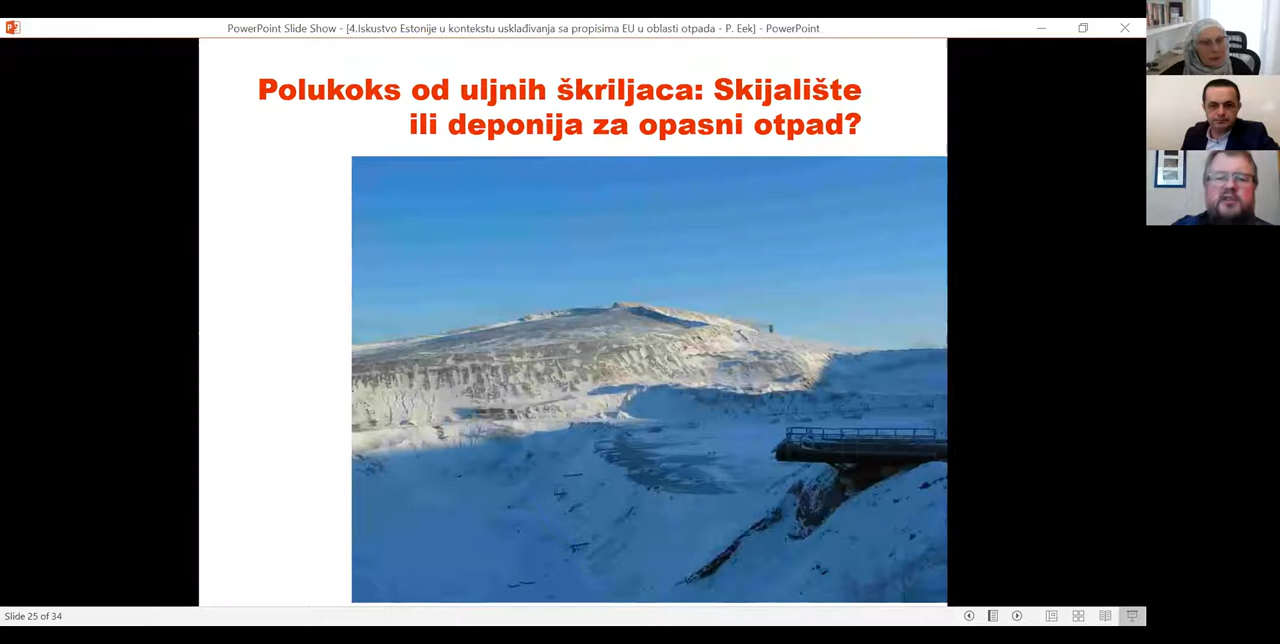 PowerPoint Slide Show - [4.Iskustvo Estonije u kontekstu usklađivanja sa propisima EU u oblasti otpada - P. Eek] - PowerPoint
Polukoks od uljnih škriljaca: Skijalište
ili deponija za opasni otpad?
Slide 25 of 34